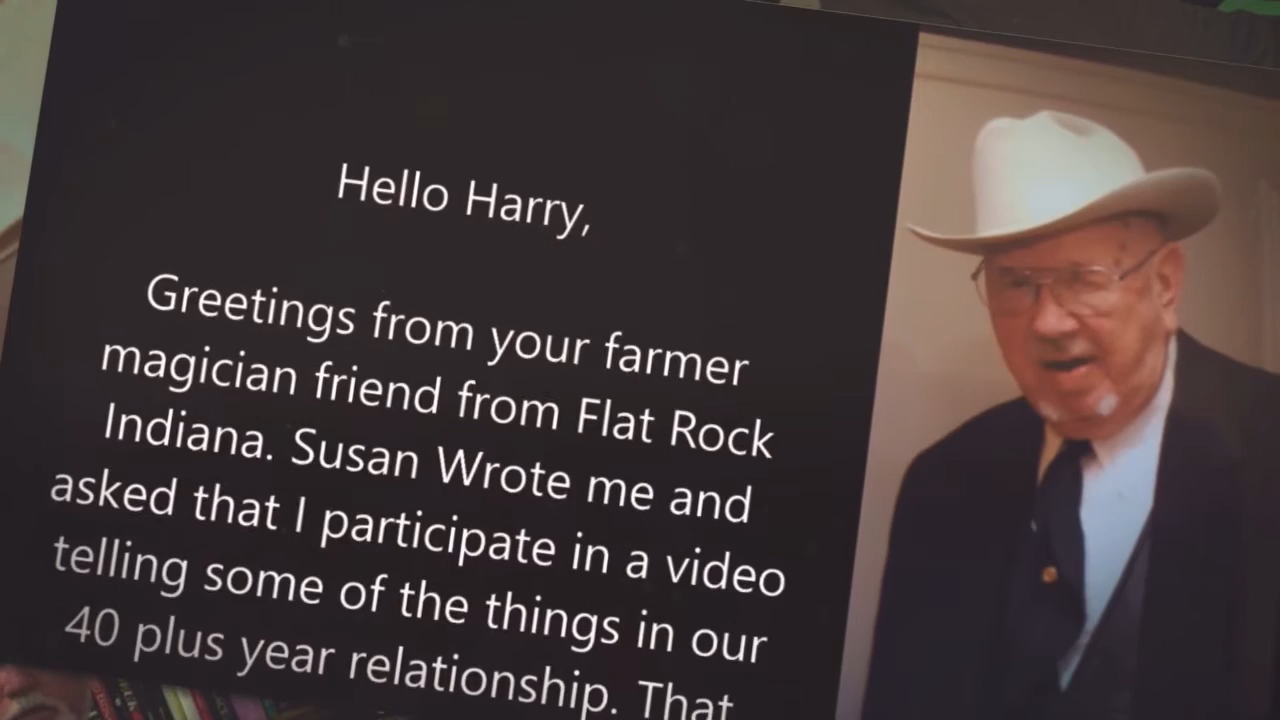 Hello Harry,
Greetings from your farmer
magician friend from Flat Rock
Indiana. Susan Wrote me and
asked that I participate in a video
telling some of the things in our
40 plus year relationship. That